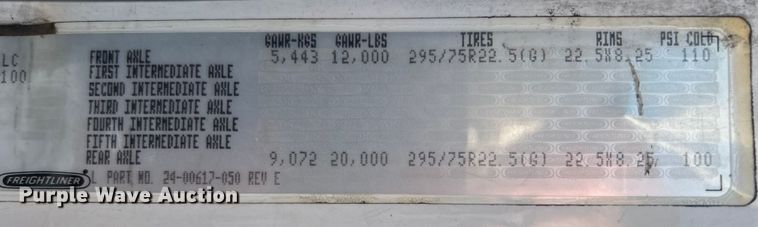 GAWR-KGS GAWR-LBS TIRES RIMS PSI COLD
LC FRONT AXLE 5,443 12,000 295/75R22.5(G) 22.5X8.25 110
100 FIRST INTERMEDIATE AXLE
SECOND INTERMEDIATE AXLE
THIRD INTERMEDIATE AXLE
FOURTH INTERMEDIATE AXLE
FIFTH INTERMEDIATE AXLE
REAR AXLE 9,072 20,000 295/75R22.5(G) 22.5X8.25 100
FREIGHTLINER PART NO. 24-00617-050 REV E
Purple Wave Auction